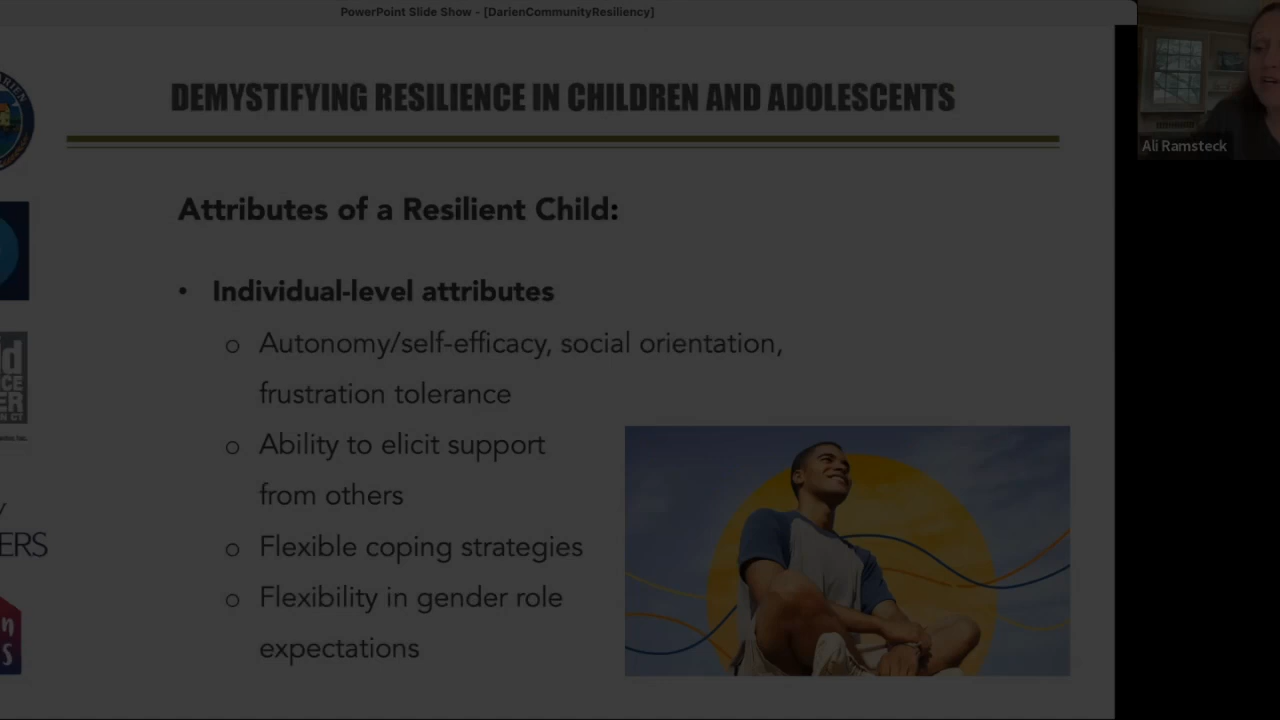 PowerPoint Slide Show - [DarienCommunityResiliency]
DEMYSTIFYING RESILIENCE IN CHILDREN AND ADOLESCENTS
Ali Ramsteck
Attributes of a Resilient Child:
• Individual-level attributes
o Autonomy/self-efficacy, social orientation,
frustration tolerance
o Ability to elicit support
from others
o Flexible coping strategies
o Flexibility in gender role
expectations